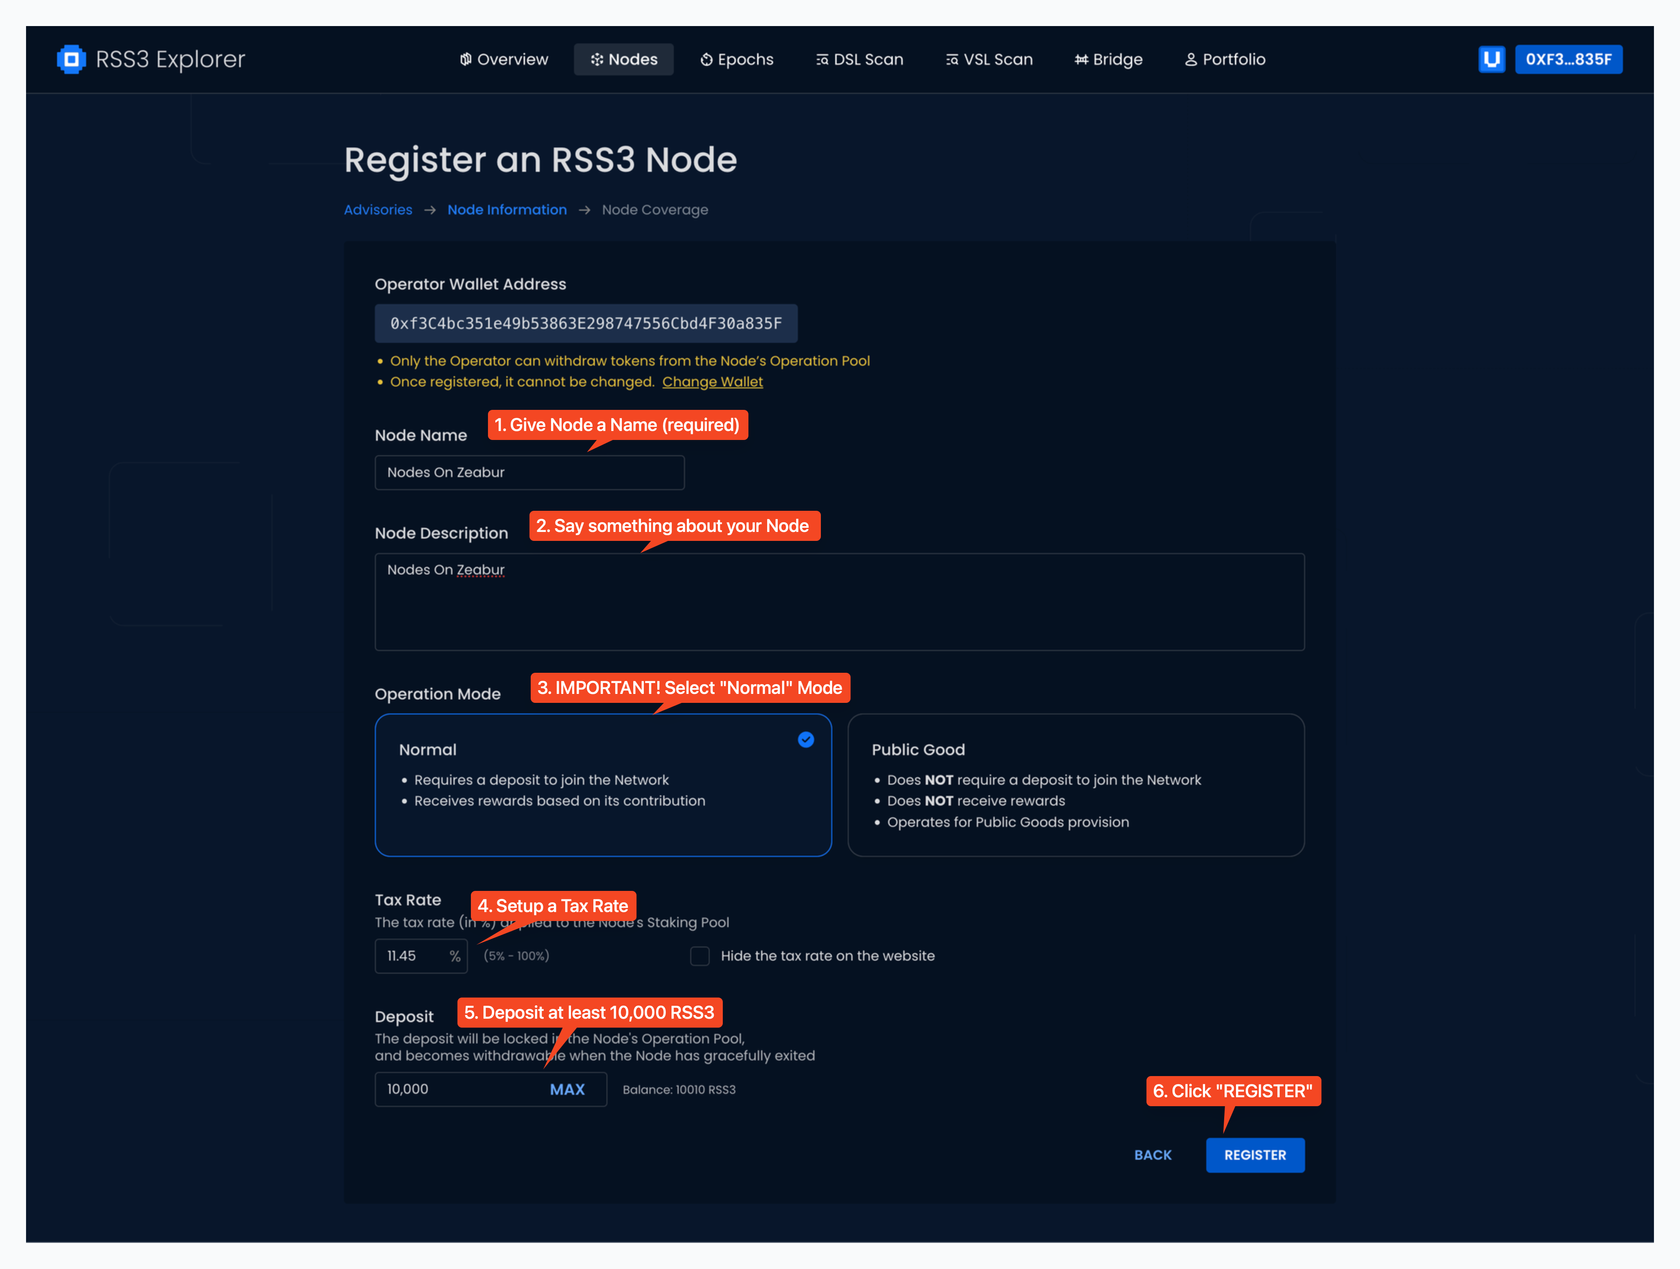 RSS3 Explorer
Overview
Nodes
Epochs
DSL Scan
VSL Scan
Bridge
Portfolio
0XF3...835F
Register an RSS3 Node
Advisories → Node Information → Node Coverage
Operator Wallet Address
0xf3C4bc351e49b53863E298747556Cbd4F30a835F
• Only the Operator can withdraw tokens from the Node's Operation Pool
• Once registered, it cannot be changed. Change Wallet
1. Give Node a Name (required)
Node Name
Nodes On Zeabur
2. Say something about your Node
Node Description
Nodes On Zeabur
3. IMPORTANT! Select "Normal" Mode
Operation Mode
Normal
• Requires a deposit to join the Network
• Receives rewards based on its contribution
Public Good
• Does NOT require a deposit to join the Network
• Does NOT receive rewards
• Operates for Public Goods provision
Tax Rate
4. Setup a Tax Rate
The tax rate (in %) applied to the Node's Staking Pool
11.45 %
(5% - 100%)
Hide the tax rate on the website
5. Deposit at least 10,000 RSS3
Deposit
The deposit will be locked in the Node's Operation Pool,
and becomes withdrawable when the Node has gracefully exited
10,000 MAX
Balance: 10010 RSS3
6. Click "REGISTER"
BACK
REGISTER